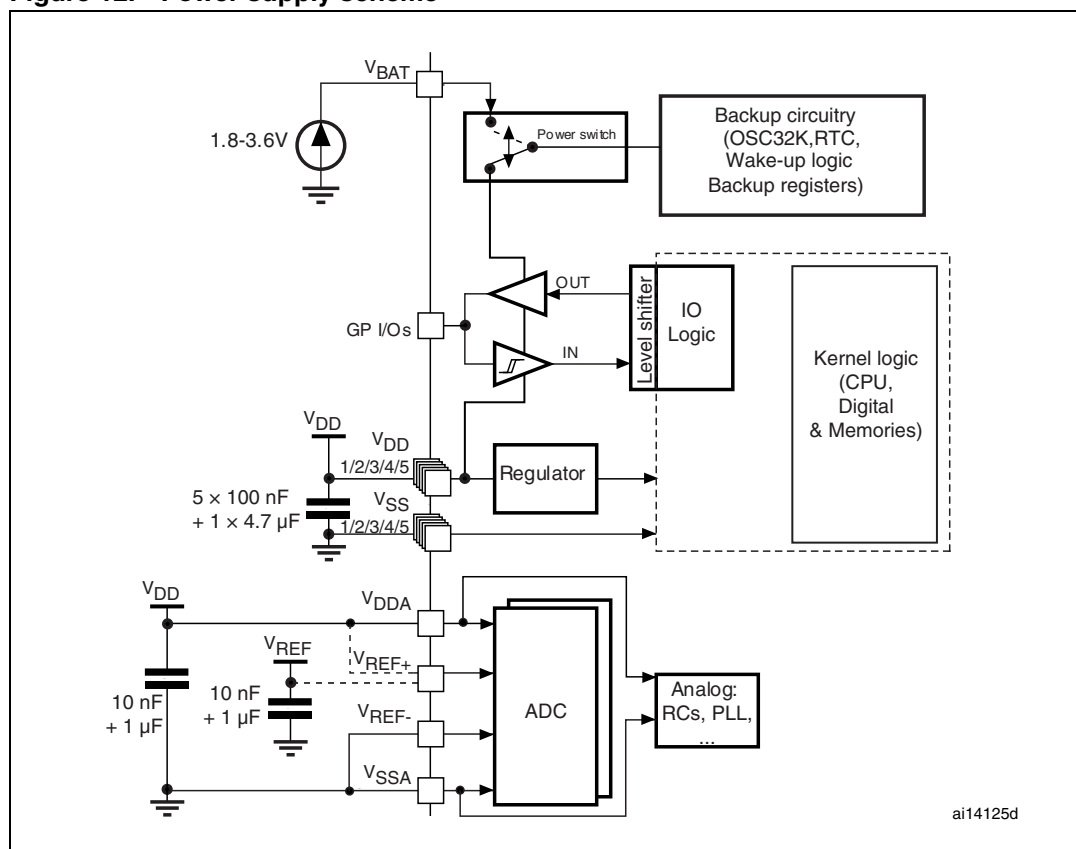 Figure 12. Power supply scheme
VBAT
1.8-3.6V
Power switch
Backup circuitry
(OSC32K,RTC,
Wake-up logic
Backup registers)
GP I/Os
OUT
IN
Level shifter
IO
Logic
Kernel logic
(CPU,
Digital
& Memories)
VDD
VDD
1/2/3/4/5
Regulator
5 × 100 nF
+ 1 × 4.7 µF
VSS
1/2/3/4/5
VDD
VDDA
VREF
VREF+
10 nF
+ 1 µF
10 nF
+ 1 µF
VREF-
VSSA
ADC
Analog:
RCs, PLL,
...
ai14125d